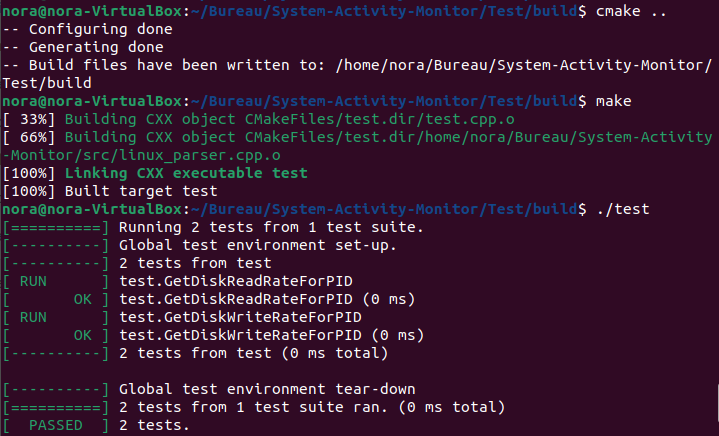 nora@nora-VirtualBox:~/Bureau/System-Activity-Monitor/Test/build$ cmake ..
-- Configuring done
-- Generating done
-- Build files have been written to: /home/nora/Bureau/System-Activity-Monitor/
Test/build
nora@nora-VirtualBox:~/Bureau/System-Activity-Monitor/Test/build$ make
[ 33%] Building CXX object CMakeFiles/test.dir/test.cpp.o
[ 66%] Building CXX object CMakeFiles/test.dir/home/nora/Bureau/System-Activity
-Monitor/src/linux_parser.cpp.o
[100%] Linking CXX executable test
[100%] Built target test
nora@nora-VirtualBox:~/Bureau/System-Activity-Monitor/Test/build$ ./test
[==========] Running 2 tests from 1 test suite.
[----------] Global test environment set-up.
[----------] 2 tests from test
[ RUN      ] test.GetDiskReadRateForPID
[       OK ] test.GetDiskReadRateForPID (0 ms)
[ RUN      ] test.GetDiskWriteRateForPID
[       OK ] test.GetDiskWriteRateForPID (0 ms)
[----------] 2 tests from test (0 ms total)

[----------] Global test environment tear-down
[==========] 2 tests from 1 test suite ran. (0 ms total)
[  PASSED  ] 2 tests.